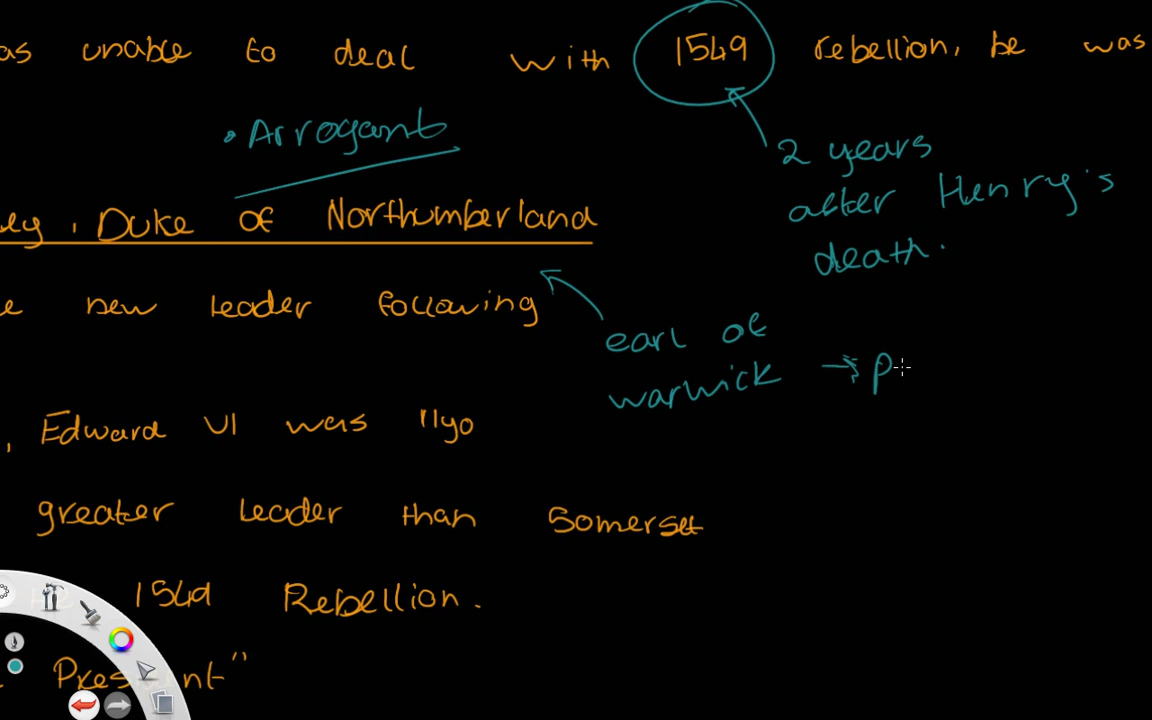 as unable to deal with 1549 rebellion, he was
• Arrogant
2 years
after Henry's
death.
ley, Duke of Northumberland
e new leader following
earl of
warwick → P
, Edward VI was 11yo
greater leader than Somerset
1549 Rebellion.